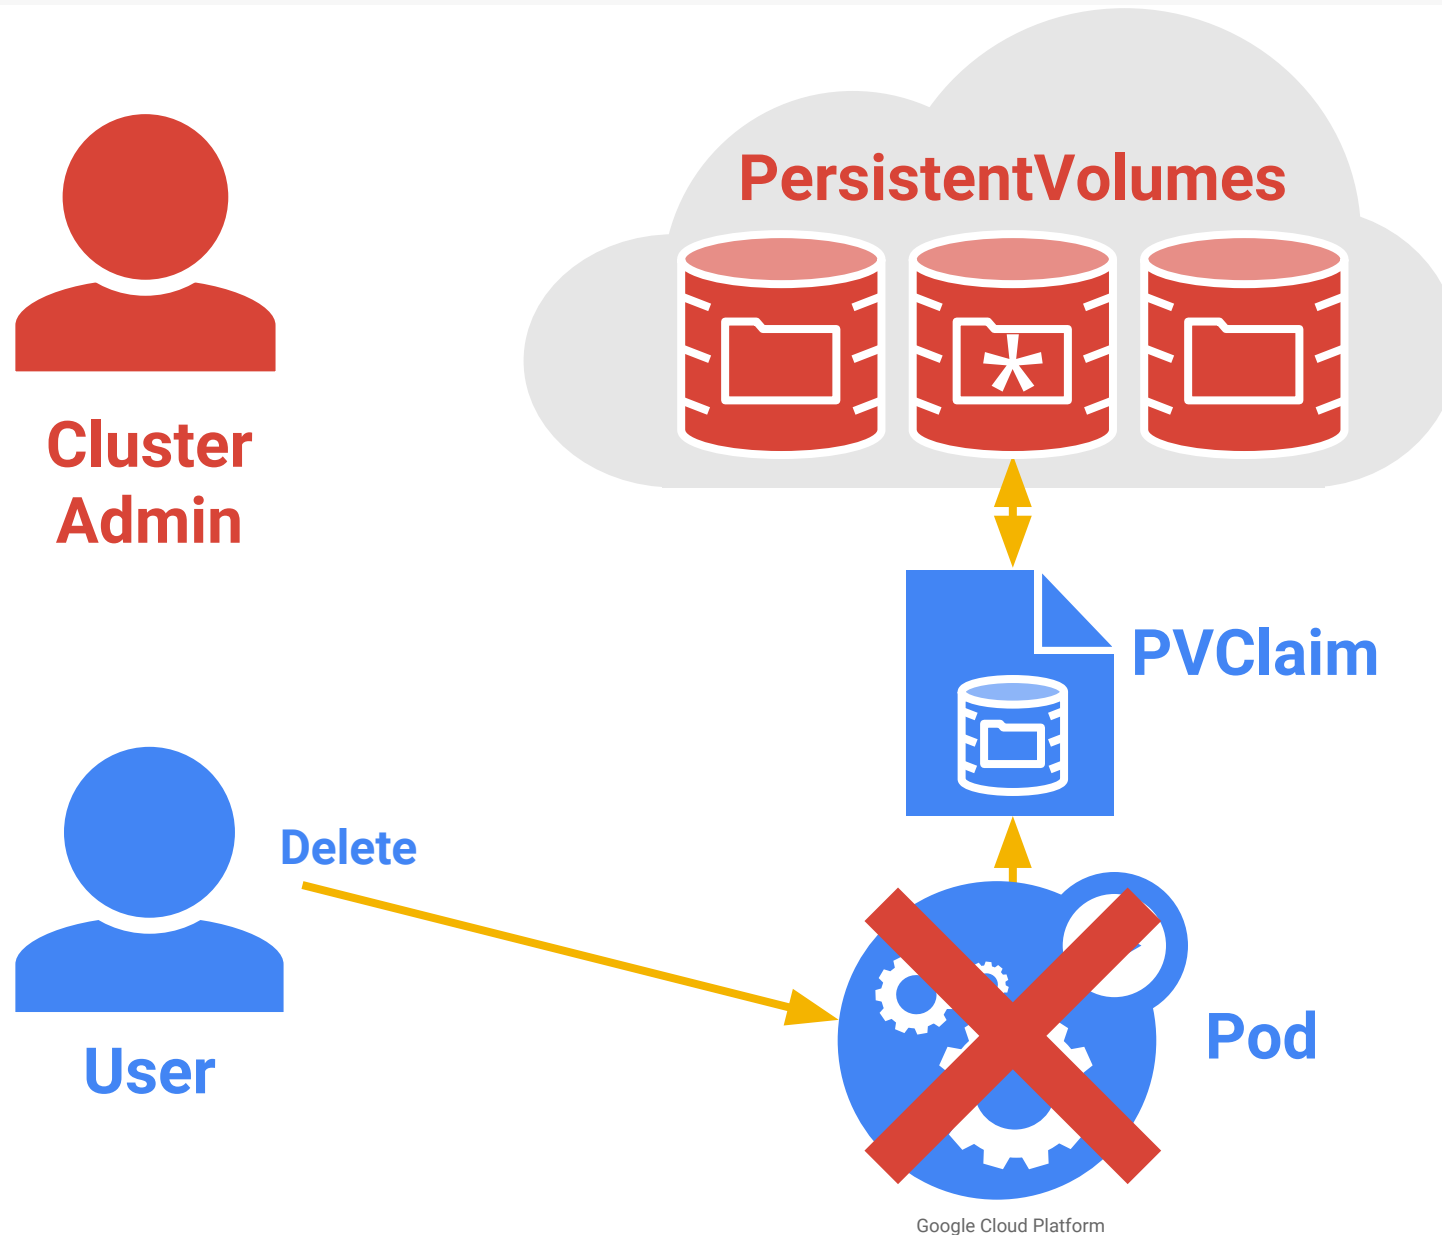 PersistentVolumes
*
Cluster
Admin
PVClaim
Delete
Pod
User
Google Cloud Platform